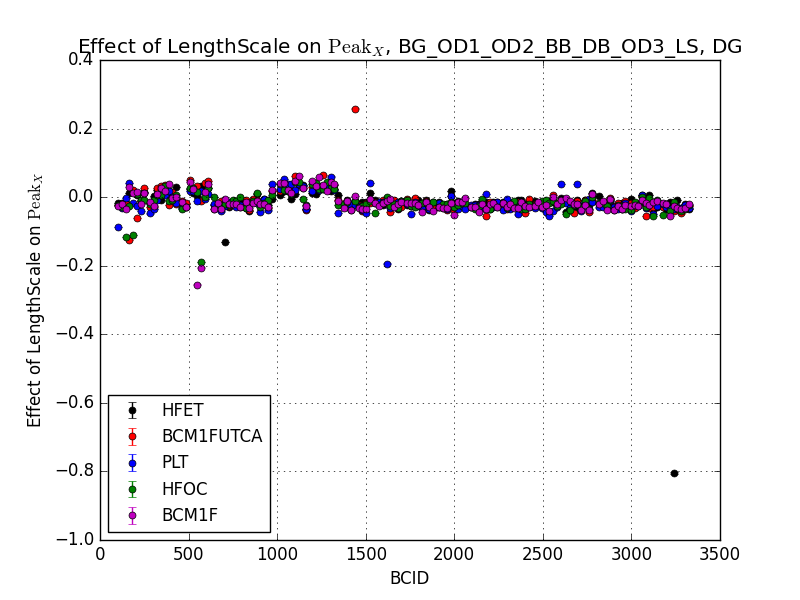 Effect of LengthScale on Peak_X, BG_OD1_OD2_BB_DB_OD3_LS, DG
0.4
0.2
0.0
−0.2
−0.4
−0.6
−0.8
−1.0
Effect of LengthScale on Peak_X
HFET
BCM1FUTCA
PLT
HFOC
BCM1F
0 500 1000 1500 2000 2500 3000 3500
BCID